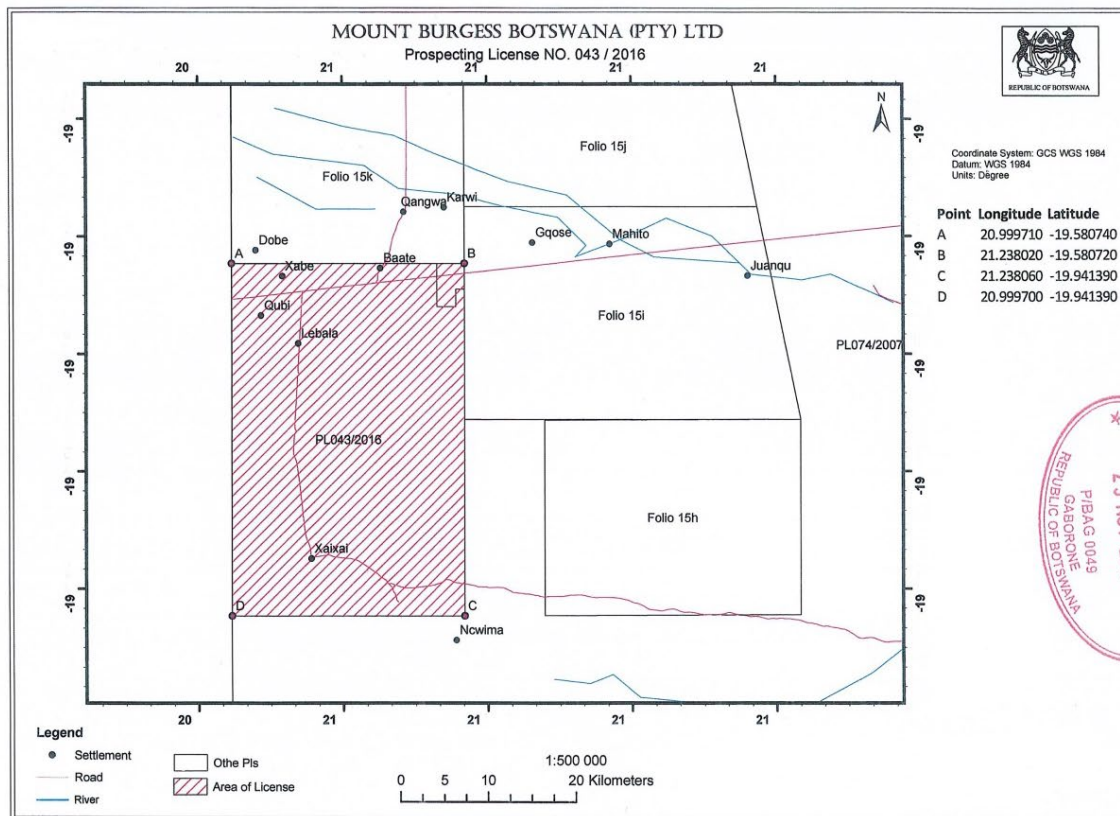 MOUNT BURGESS BOTSWANA (PTY) LTD
Prospecting License NO. 043 / 2016
REPUBLIC OF BOTSWANA
20 21 21 21 21
N
-19
-19
-19
-19
-19
-19
-19
-19
-19
-19
Folio 15j
Folio 15k
Karwi
Qangwa
Gqose
Mahito
Dobe
A
B
Baate
Xabe
Juanqu
Qubi
Folio 15i
Lebala
PL074/2007
PL043/2016
Folio 15h
Xaixai
D
C
Ncwima
20 21 21 21 21
Coordinate System: GCS WGS 1984
Datum: WGS 1984
Units: Degree
Point Longitude Latitude
A 20.999710 -19.580740
B 21.238020 -19.580720
C 21.238060 -19.941390
D 20.999700 -19.941390
P/BAG 0049
GABORONE
REPUBLIC OF BOTSWANA
Legend
Settlement
Road
River
Othe Pls
Area of License
1:500 000
0 5 10 20 Kilometers